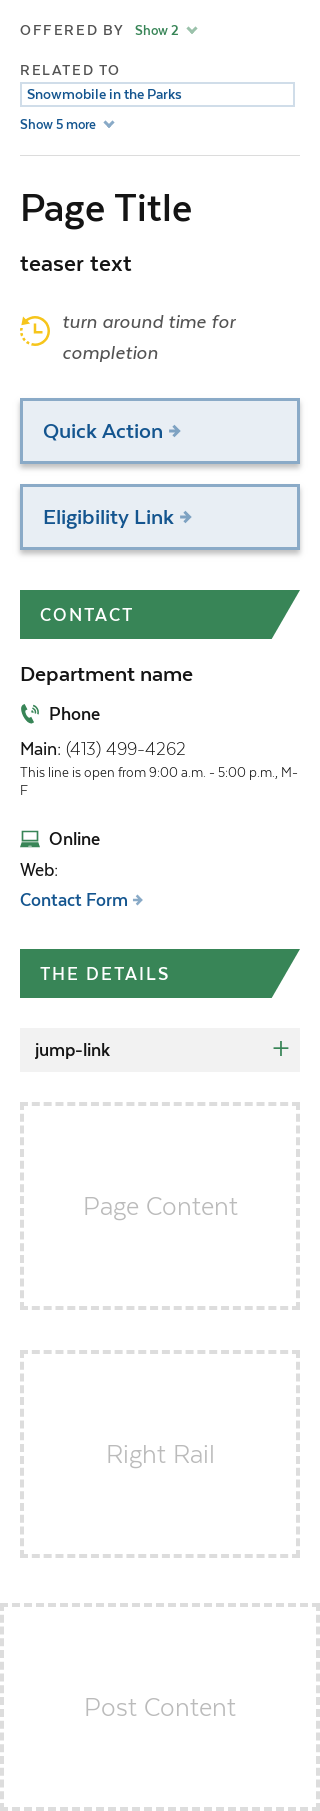 OFFERED BY Show 2
RELATED TO
Snowmobile in the Parks
Show 5 more
Page Title
teaser text
turn around time for
completion
Quick Action
Eligibility Link
CONTACT
Department name
Phone
Main: (413) 499-4262
This line is open from 9:00 a.m. - 5:00 p.m., M-
F
Online
Web:
Contact Form
THE DETAILS
jump-link
Page Content
Right Rail
Post Content